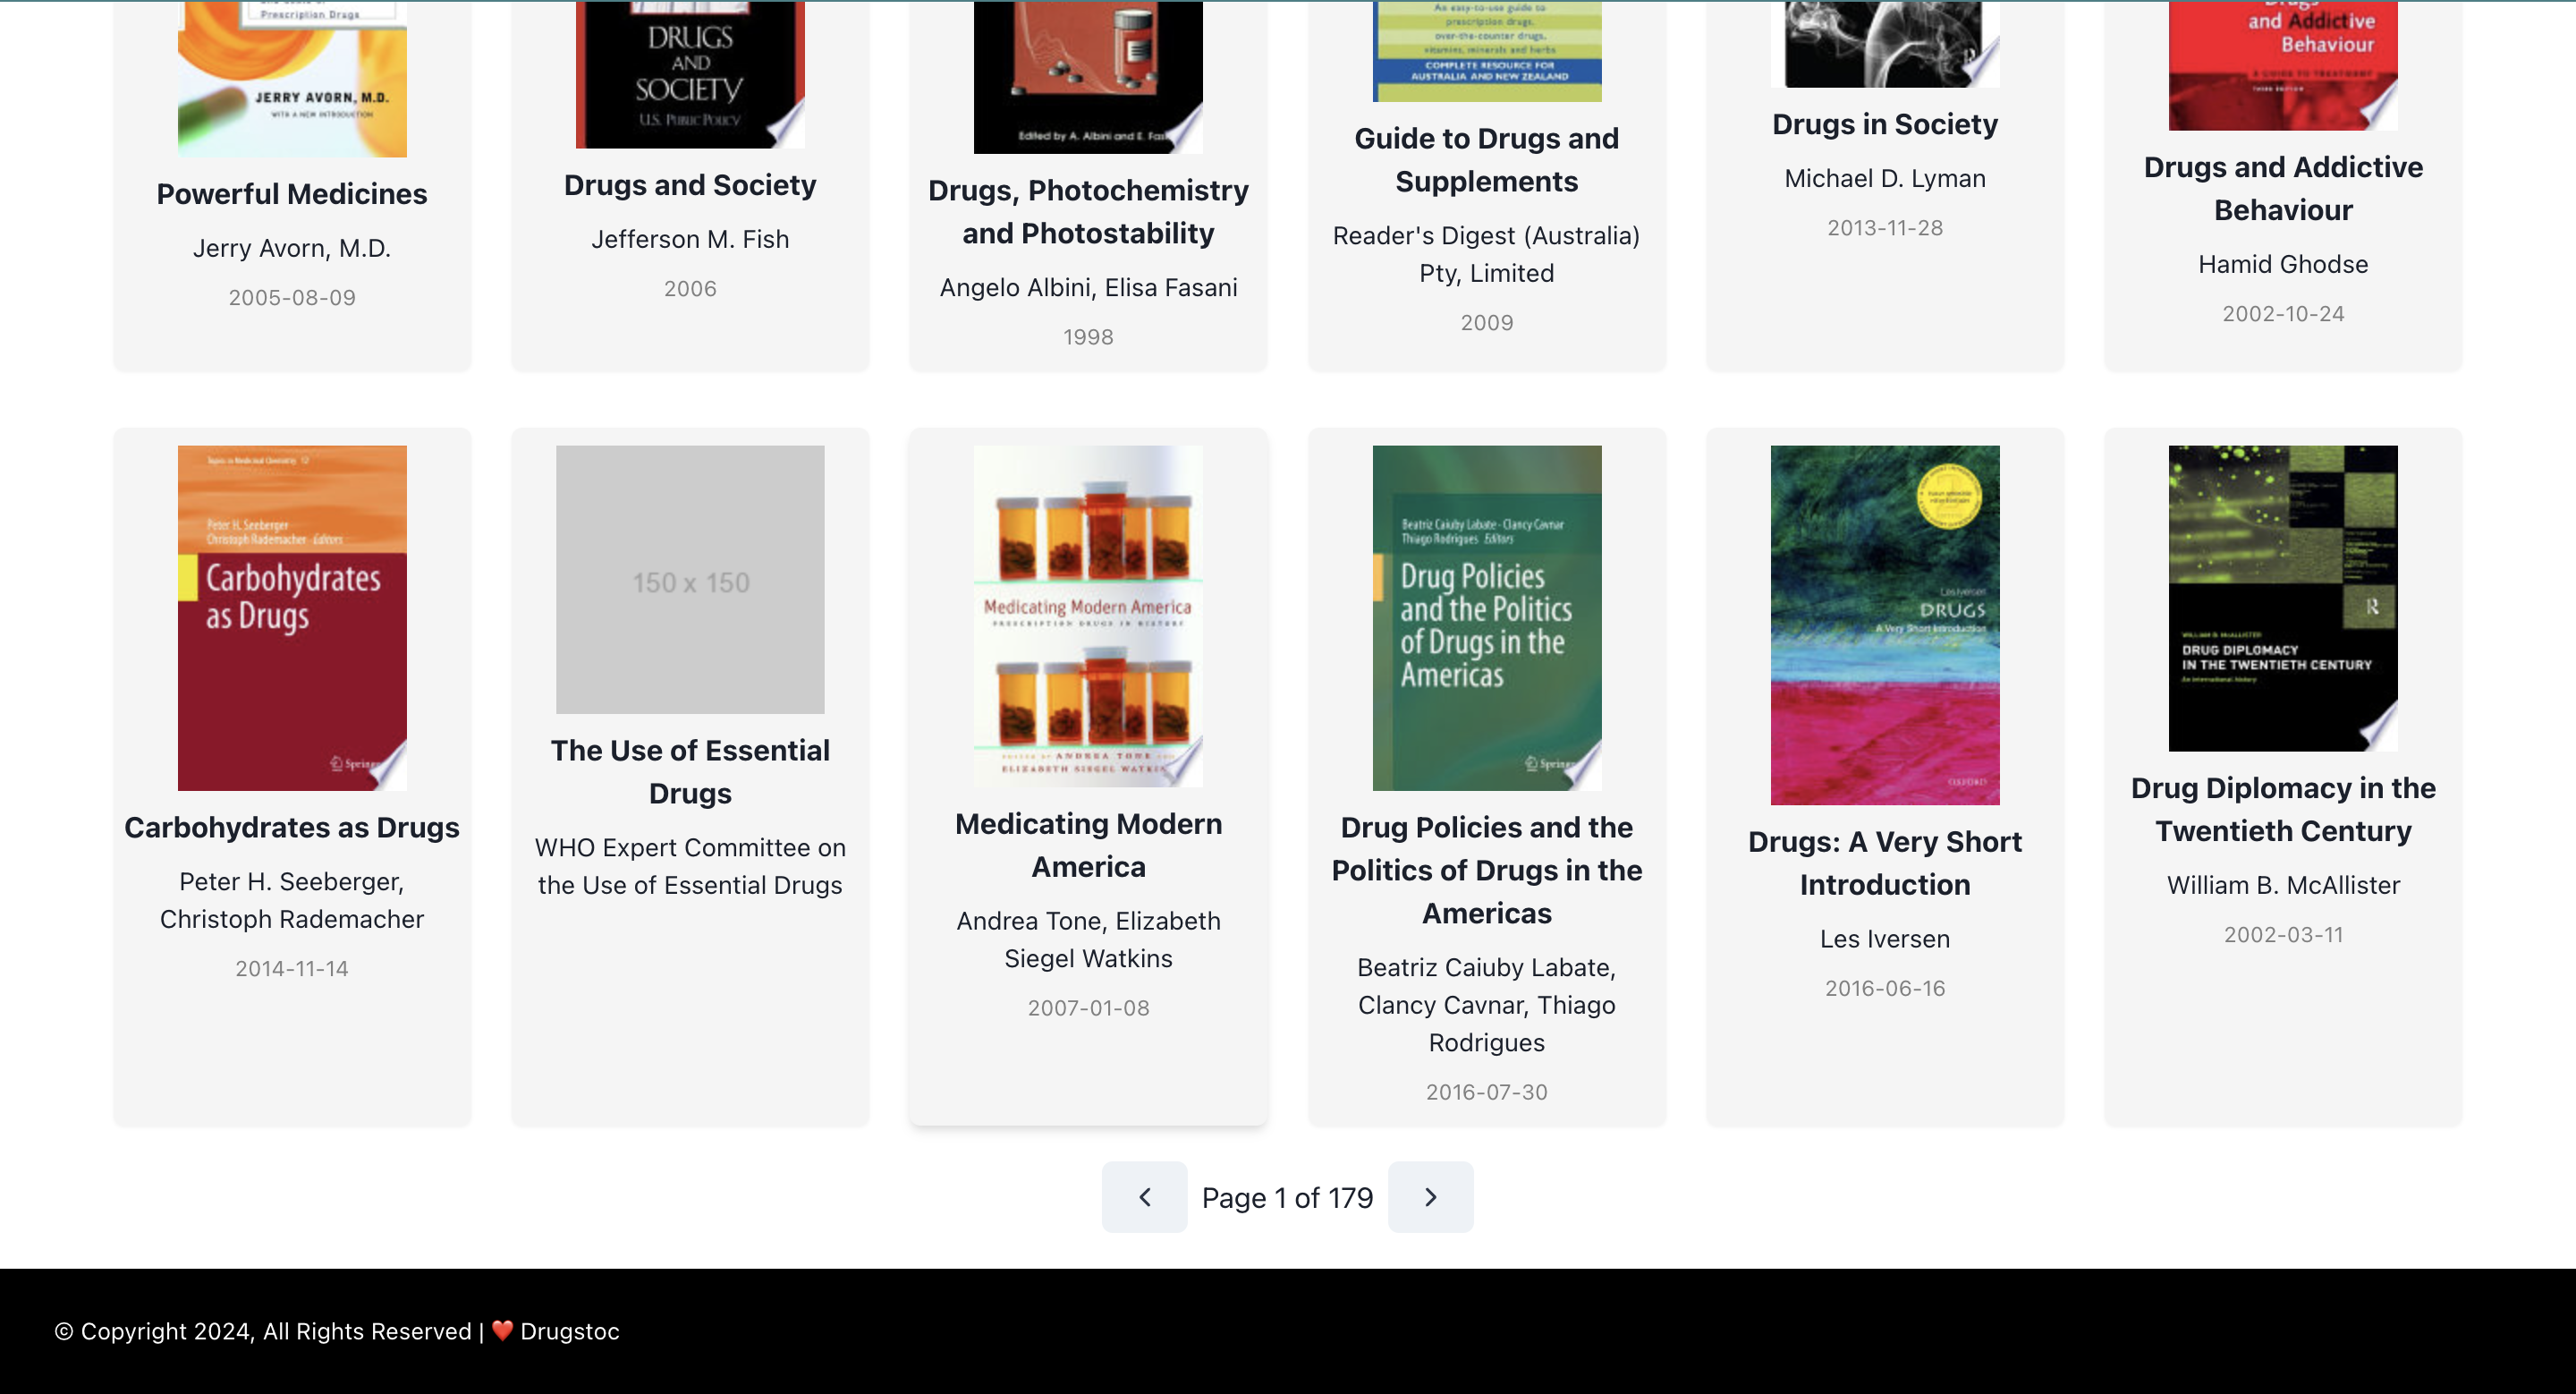 Prescription Drugs
JERRY AVORN, M.D.
WITH A NEW INTRODUCTION
Powerful Medicines
Jerry Avorn, M.D.
2005-08-09
DRUGS
AND
SOCIETY
U.S. PUBLIC POLICY
Drugs and Society
Jefferson M. Fish
2006
Edited by A. Albini and E. Fas
Drugs, Photochemistry
and Photostability
Angelo Albini, Elisa Fasani
1998
An easy-to-use guide to
prescription drugs,
over-the-counter drugs,
vitamins, minerals and herbs
COMPLETE RESOURCE FOR
AUSTRALIA AND NEW ZEALAND
Guide to Drugs and
Supplements
Reader's Digest (Australia)
Pty, Limited
2009
Drugs in Society
Michael D. Lyman
2013-11-28
Drugs
and Addictive
Behaviour
A GUIDE TO TREATMENT
THIRD EDITION
Drugs and Addictive
Behaviour
Hamid Ghodse
2002-10-24
Topics in Medicinal Chemistry 12
Peter H. Seeberger
Christoph Rademacher Editors
Carbohydrates
as Drugs
Springer
Carbohydrates as Drugs
Peter H. Seeberger,
Christoph Rademacher
2014-11-14
150 x 150
The Use of Essential
Drugs
WHO Expert Committee on
the Use of Essential Drugs
Medicating Modern America
PRESCRIPTION DRUGS IN HISTORY
EDITED BY ANDREA TONE AND
ELIZABETH SIEGEL WATKIN
Medicating Modern
America
Andrea Tone, Elizabeth
Siegel Watkins
2007-01-08
Beatriz Caiuby Labate · Clancy Cavnar
Thiago Rodrigues Editors
Drug Policies
and the Politics
of Drugs in the
Americas
Springer
Drug Policies and the
Politics of Drugs in the
Americas
Beatriz Caiuby Labate,
Clancy Cavnar, Thiago
Rodrigues
2016-07-30
Les Iversen
DRUGS
A Very Short Introduction
OXFORD
Drugs: A Very Short
Introduction
Les Iversen
2016-06-16
R
WILLIAM B. McALLISTER
DRUG DIPLOMACY
IN THE TWENTIETH CENTURY
An international history
Drug Diplomacy in the
Twentieth Century
William B. McAllister
2002-03-11
Page 1 of 179
© Copyright 2024, All Rights Reserved | ❤️ Drugstoc